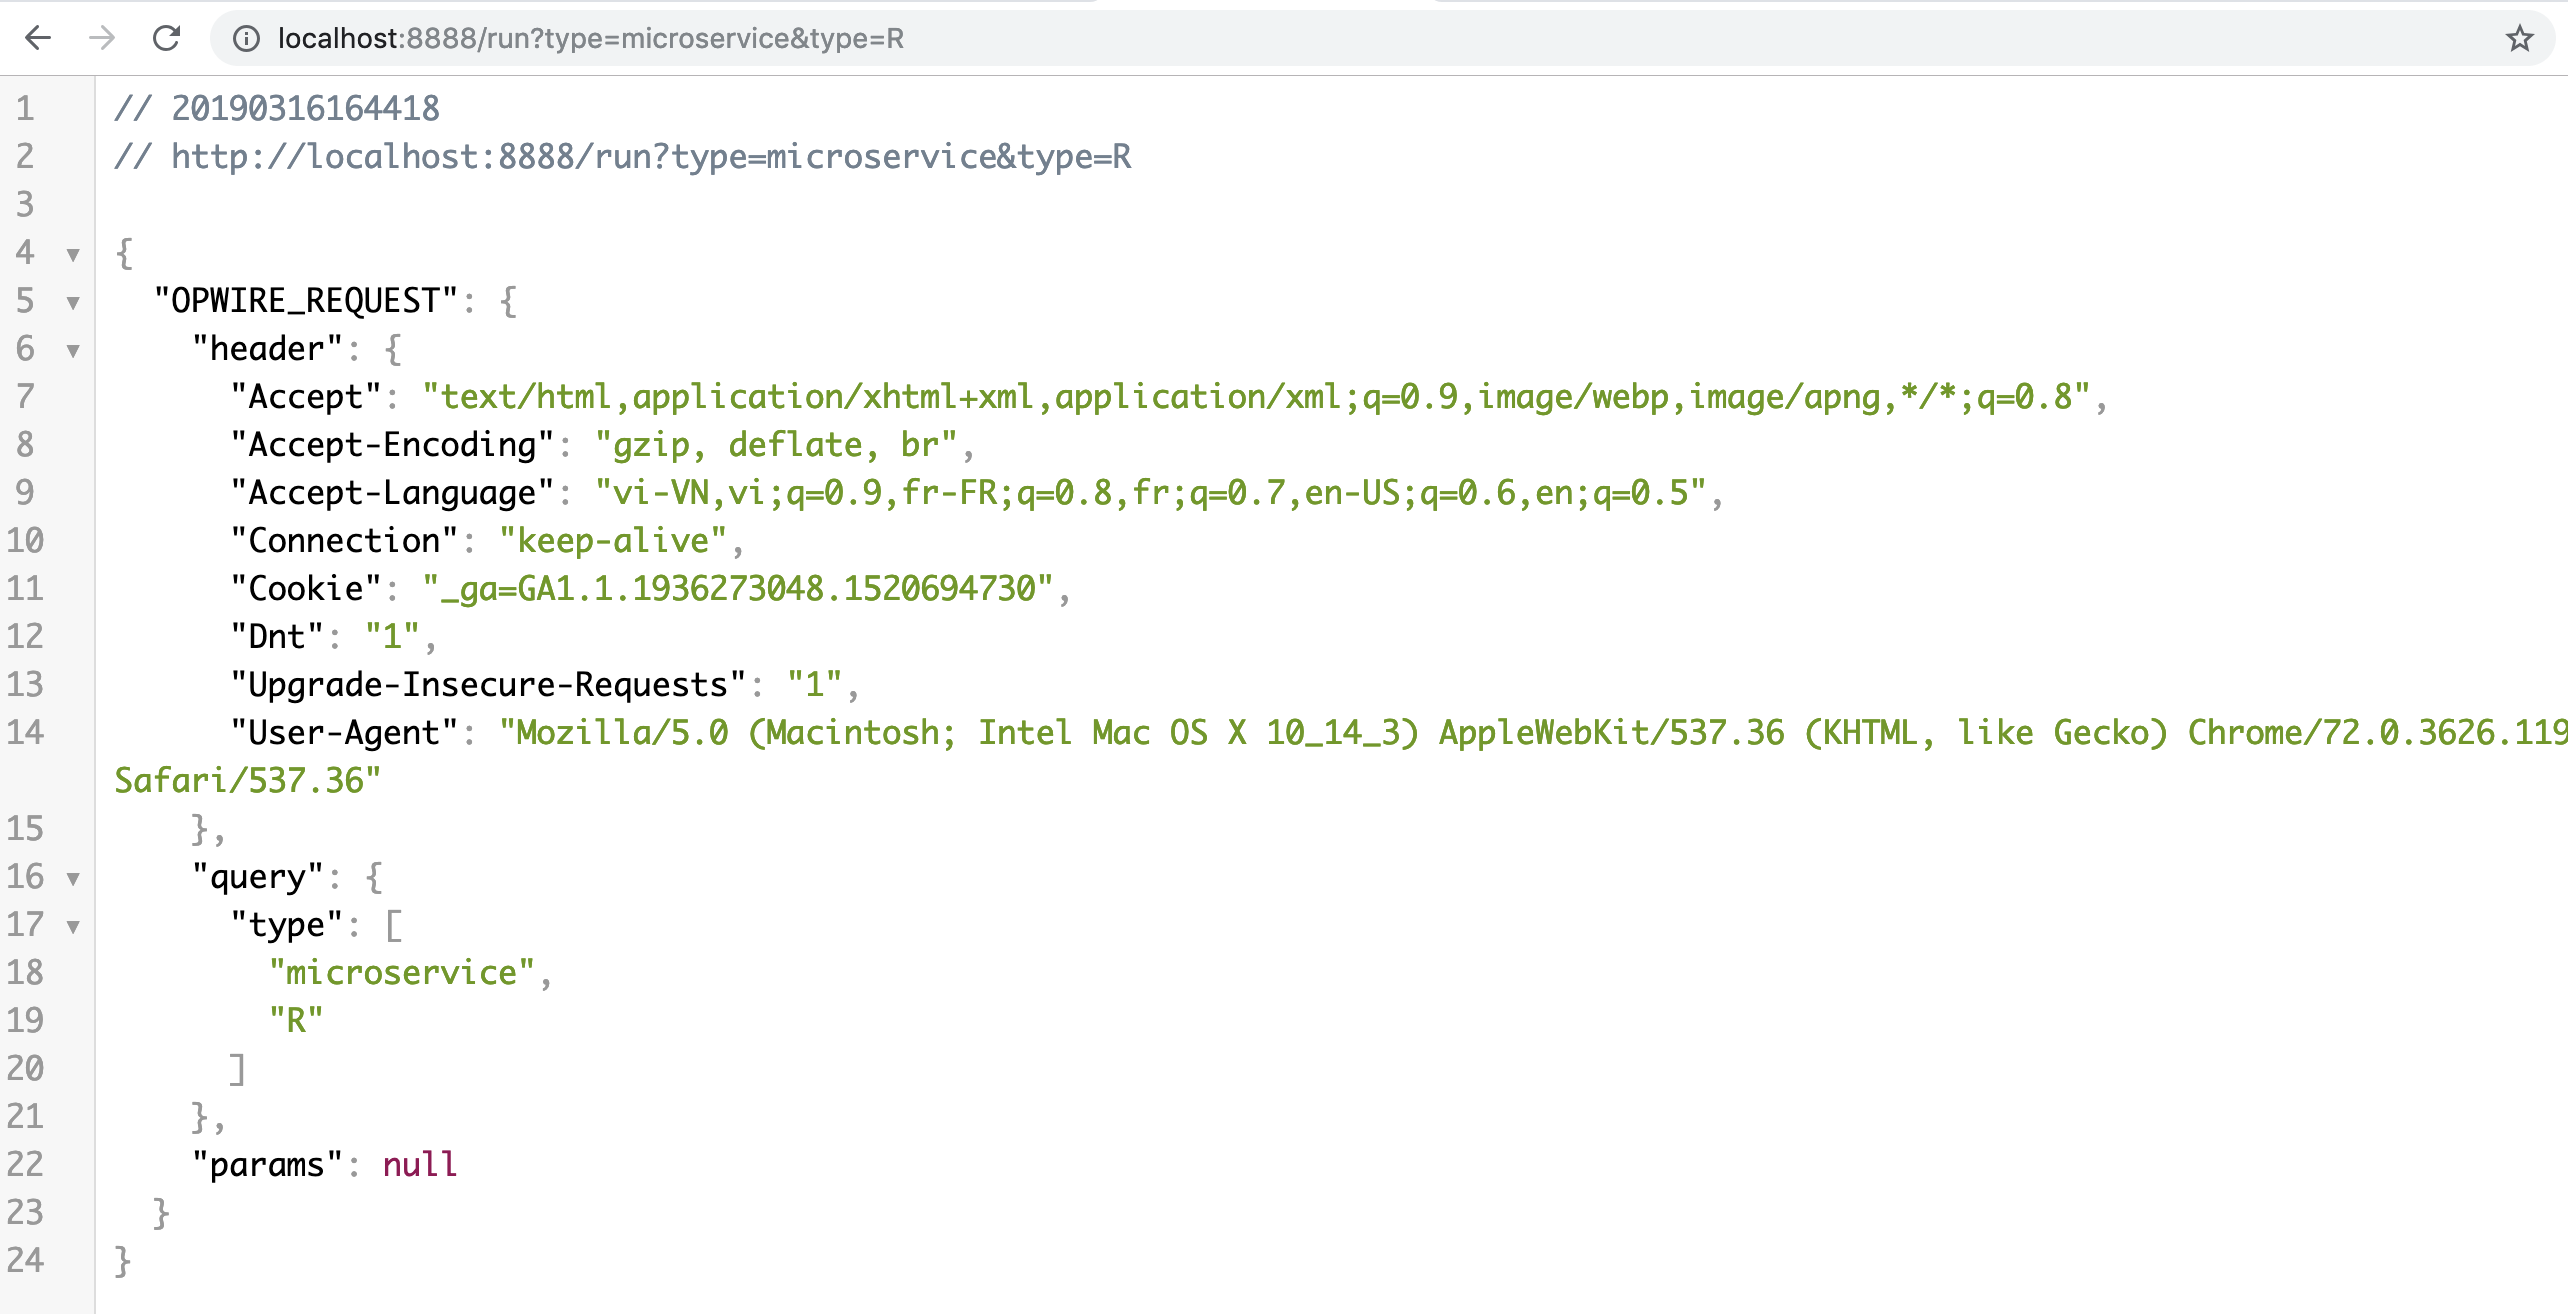 localhost:8888/run?type=microservice&type=R
1 // 20190316164418
2 // http://localhost:8888/run?type=microservice&type=R
3
4 {
5 "OPWIRE_REQUEST": {
6 "header": {
7 "Accept": "text/html,application/xhtml+xml,application/xml;q=0.9,image/webp,image/apng,*/*;q=0.8",
8 "Accept-Encoding": "gzip, deflate, br",
9 "Accept-Language": "vi-VN,vi;q=0.9,fr-FR;q=0.8,fr;q=0.7,en-US;q=0.6,en;q=0.5",
10 "Connection": "keep-alive",
11 "Cookie": "_ga=GA1.1.1936273048.1520694730",
12 "Dnt": "1",
13 "Upgrade-Insecure-Requests": "1",
14 "User-Agent": "Mozilla/5.0 (Macintosh; Intel Mac OS X 10_14_3) AppleWebKit/537.36 (KHTML, like Gecko) Chrome/72.0.3626.119
Safari/537.36"
15 },
16 "query": {
17 "type": [
18 "microservice",
19 "R"
20 ]
21 },
22 "params": null
23 }
24 }